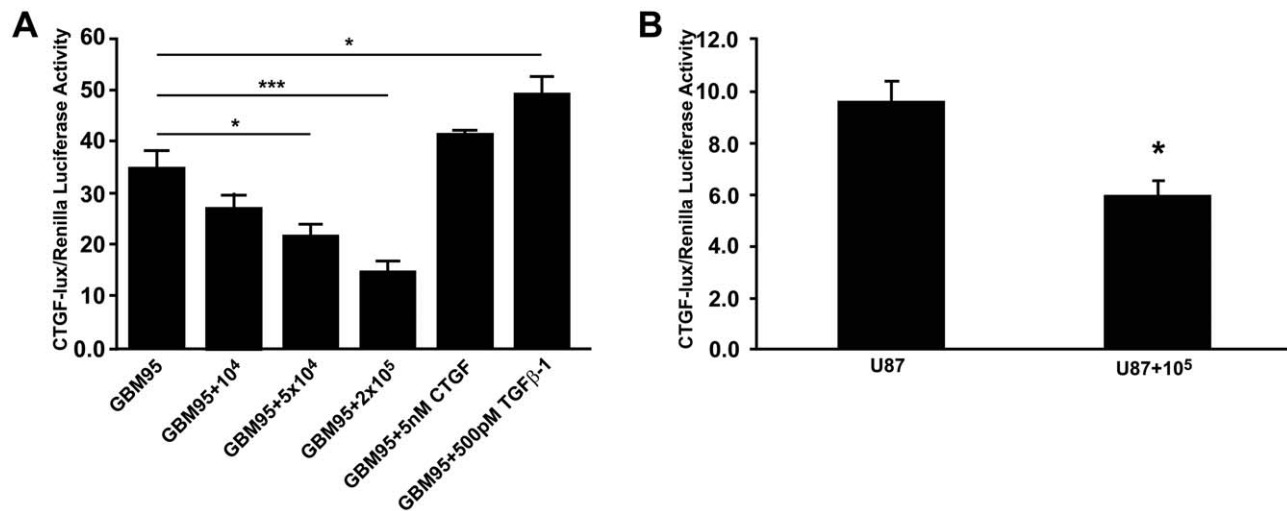 A
CTGF-lux/Renilla Luciferase Activity
60
50
40
30
20
10
0.0
*
***
*
GBM95
GBM95+10⁴
GBM95+5x10⁴
GBM95+2x10⁵
GBM95+5nM CTGF
GBM95+500pM TGFβ-1
B
CTGF-lux/Renilla Luciferase Activity
12.0
10.0
8.0
6.0
4.0
2.0
0.0
*
U87
U87+10⁵